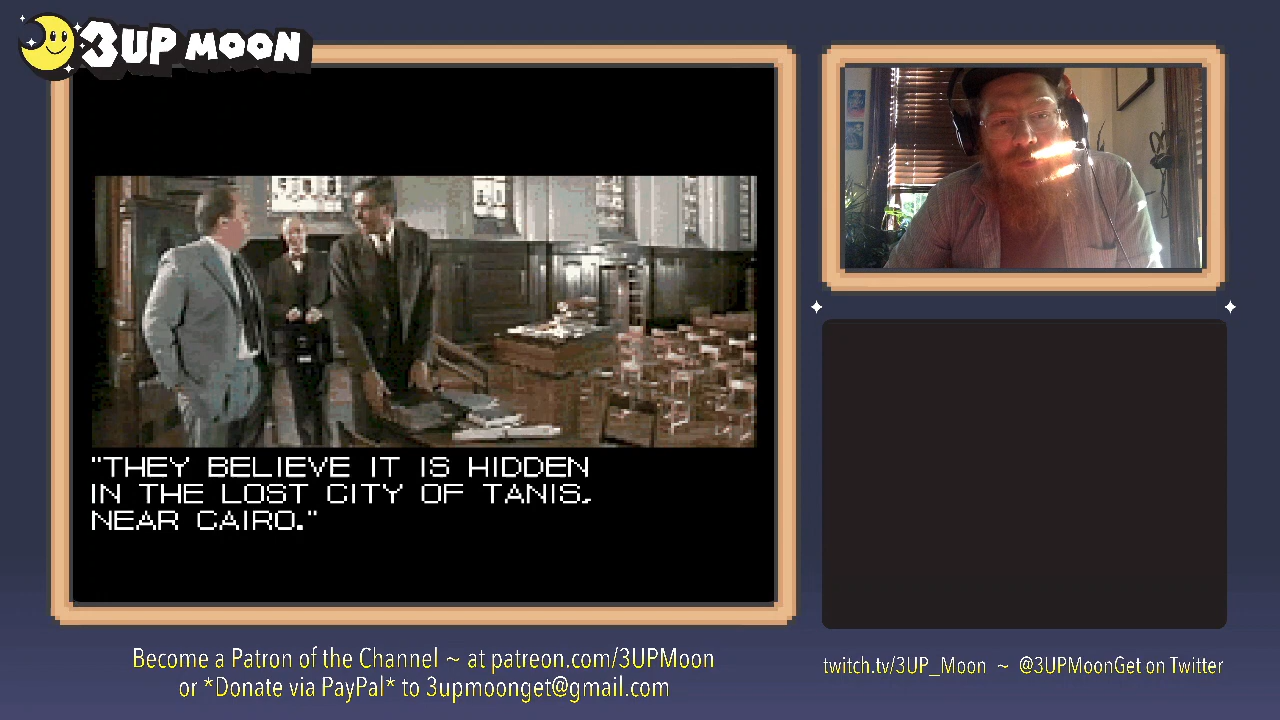 3UP MOON
"THEY BELIEVE IT IS HIDDEN
IN THE LOST CITY OF TANIS,
NEAR CAIRO."
Become a Patron of the Channel ~ at patreon.com/3UPMoon
or *Donate via PayPal* to 3upmoonget@gmail.com
twitch.tv/3UP_Moon ~ @3UPMoonGet on Twitter